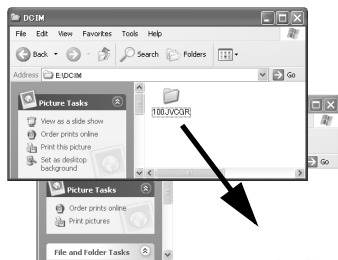 DCIM
File Edit View Favorites Tools Help
Back Search Folders
Address E:\DCIM Go
Picture Tasks
View as a slide show
Order prints online
Print this picture
Set as desktop
background
100JVCGR
Go
Picture Tasks
Order prints online
Print pictures
File and Folder Tasks